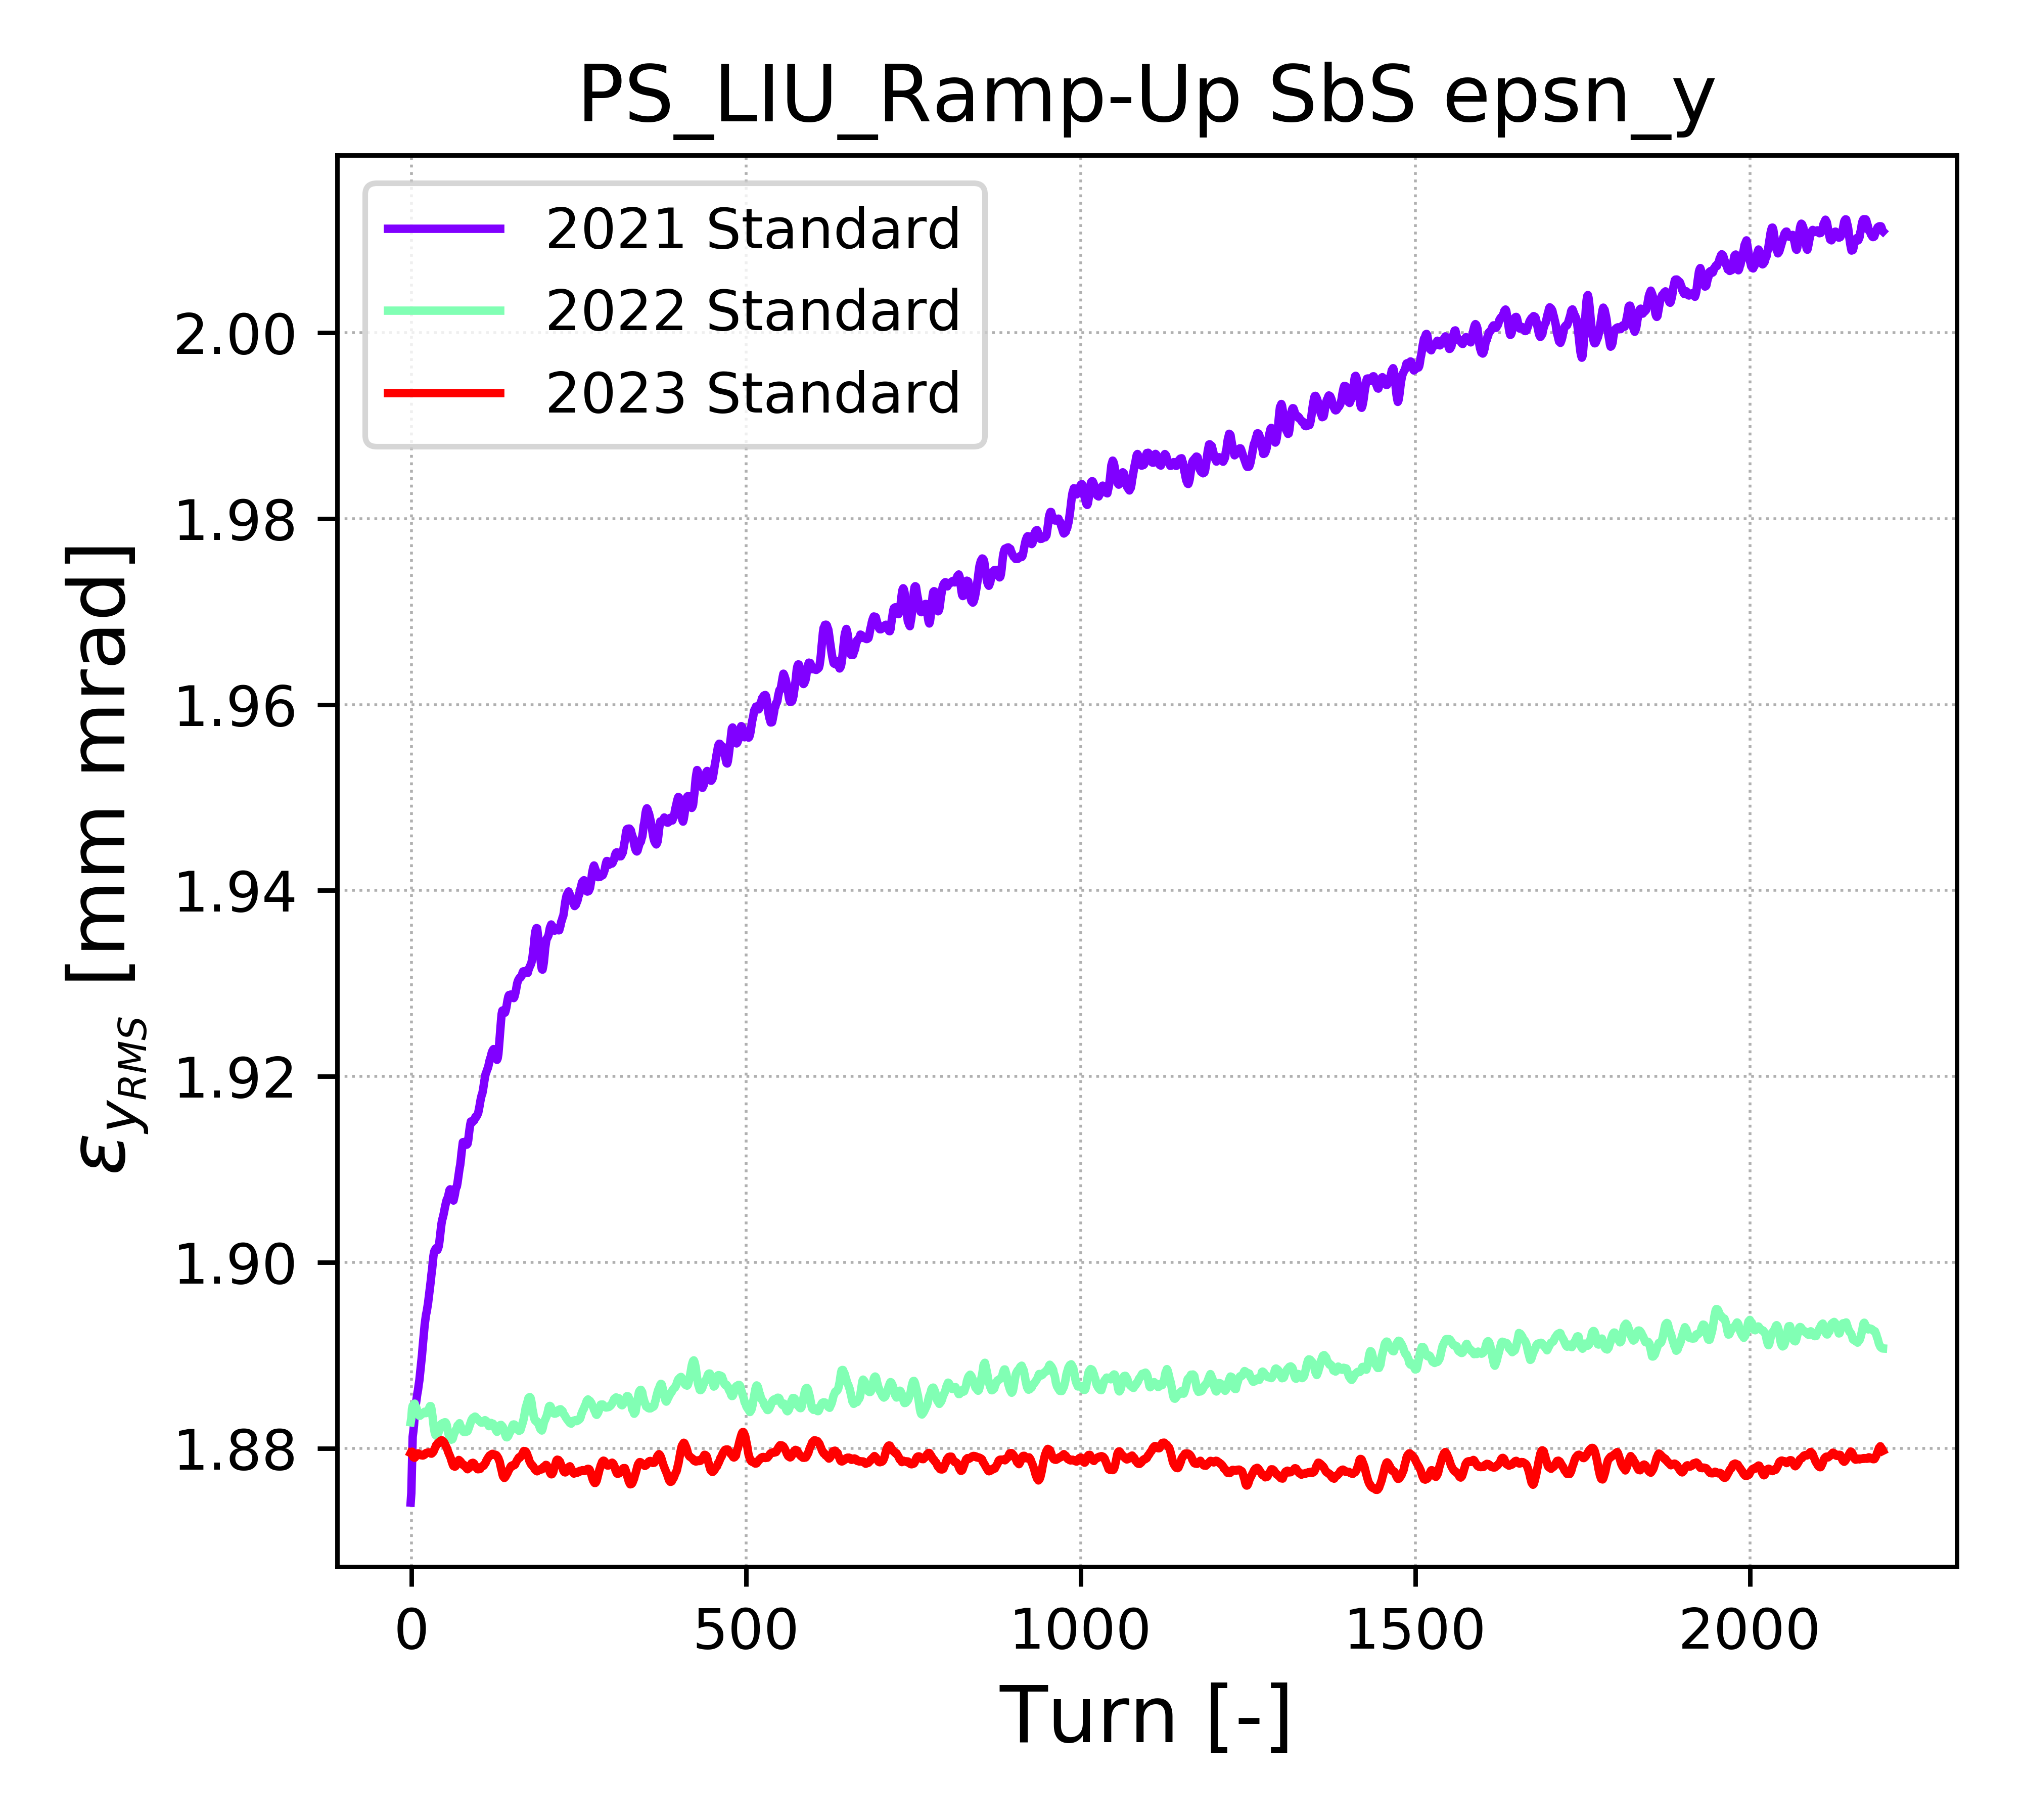 PS_LIU_Ramp-Up SbS epsn_y
2021 Standard
2022 Standard
2023 Standard
2.00
1.98
1.96
1.94
1.92
1.90
1.88
ε_{y_{RMS}} [mm mrad]
0 500 1000 1500 2000
Turn [-]